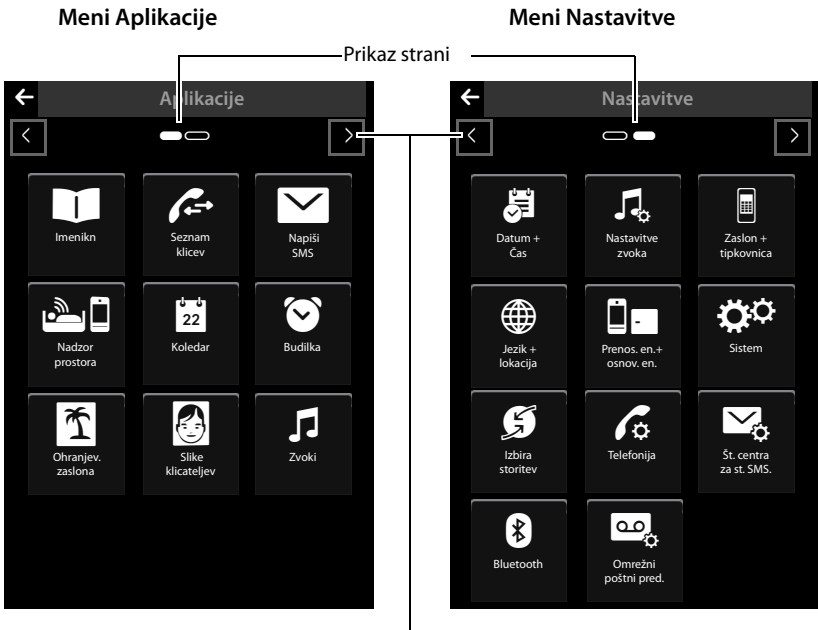 Meni Aplikacije
Meni Nastavitve
Prikaz strani
Aplikacije
Imenikn
Seznam
klicev
Napiši
SMS
Nadzor
prostora
22
Koledar
Budilka
Ohranjev.
zaslona
Slike
klicateljev
Zvoki
Nastavitve
Datum +
Čas
Nastavitve
zvoka
Zaslon +
tipkovnica
Jezik +
lokacija
Prenos. en.+
osnov. en.
Sistem
Izbira
storitev
Telefonija
Št. centra
za st. SMS.
Bluetooth
Omrežni
poštni pred.